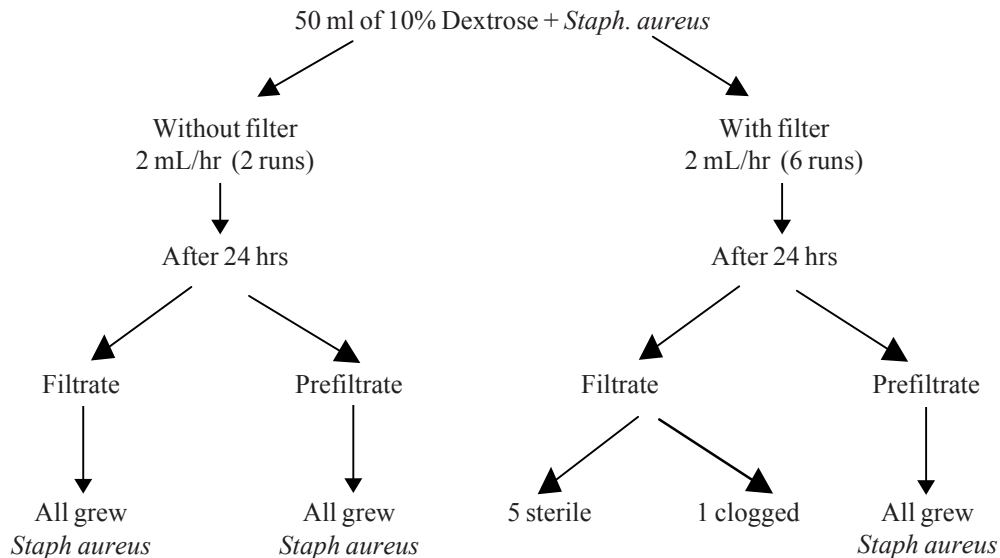 50 ml of 10% Dextrose + Staph. aureus
Without filter
2 mL/hr (2 runs)
With filter
2 mL/hr (6 runs)
After 24 hrs
After 24 hrs
Filtrate
Prefiltrate
Filtrate
Prefiltrate
All grew
Staph aureus
All grew
Staph aureus
5 sterile
1 clogged
All grew
Staph aureus